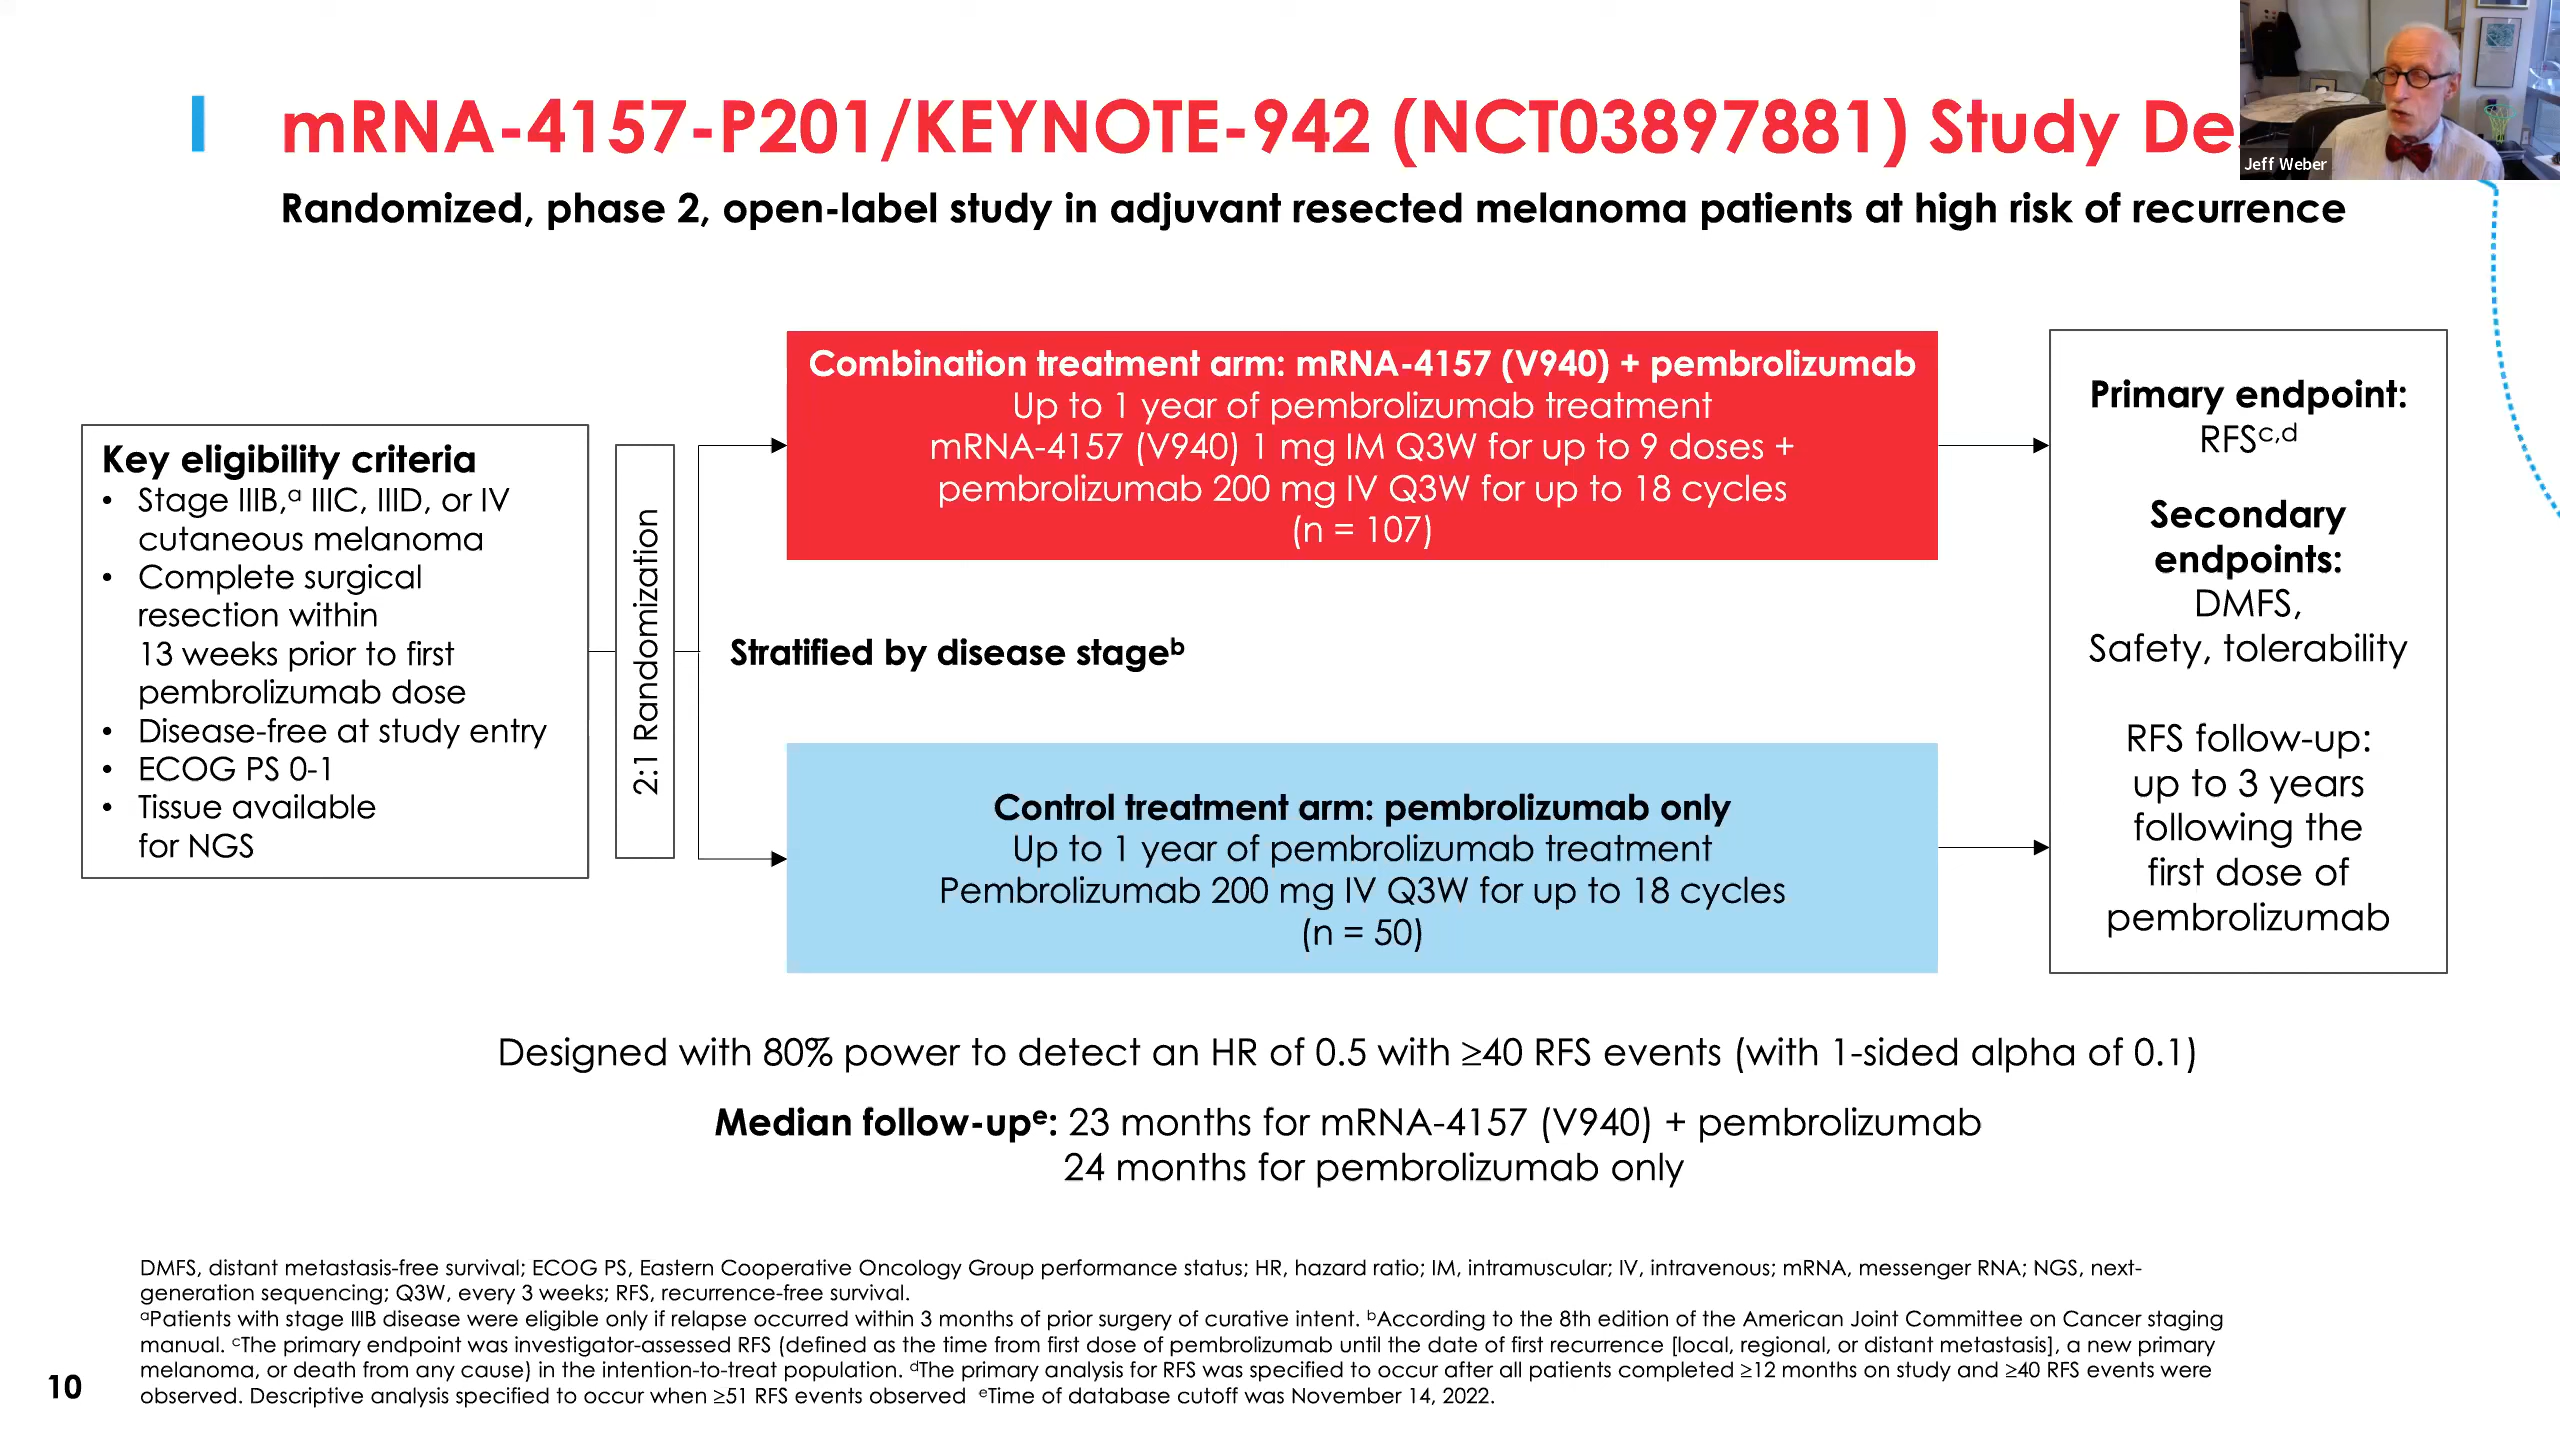 mRNA-4157-P201/KEYNOTE-942 (NCT03897881) Study De
Jeff Weber
Randomized, phase 2, open-label study in adjuvant resected melanoma patients at high risk of recurrence
Key eligibility criteria
• Stage IIIB,ᵃ IIIC, IIID, or IV
cutaneous melanoma
• Complete surgical
resection within
13 weeks prior to first
pembrolizumab dose
• Disease-free at study entry
• ECOG PS 0-1
• Tissue available
for NGS
2:1 Randomization
Combination treatment arm: mRNA-4157 (V940) + pembrolizumab
Up to 1 year of pembrolizumab treatment
mRNA-4157 (V940) 1 mg IM Q3W for up to 9 doses +
pembrolizumab 200 mg IV Q3W for up to 18 cycles
(n = 107)
Stratified by disease stageᵇ
Control treatment arm: pembrolizumab only
Up to 1 year of pembrolizumab treatment
Pembrolizumab 200 mg IV Q3W for up to 18 cycles
(n = 50)
Primary endpoint:
RFSᶜ,ᵈ
Secondary
endpoints:
DMFS,
Safety, tolerability
RFS follow-up:
up to 3 years
following the
first dose of
pembrolizumab
Designed with 80% power to detect an HR of 0.5 with ≥40 RFS events (with 1-sided alpha of 0.1)
Median follow-upᵉ: 23 months for mRNA-4157 (V940) + pembrolizumab
24 months for pembrolizumab only
DMFS, distant metastasis-free survival; ECOG PS, Eastern Cooperative Oncology Group performance status; HR, hazard ratio; IM, intramuscular; IV, intravenous; mRNA, messenger RNA; NGS, next-
generation sequencing; Q3W, every 3 weeks; RFS, recurrence-free survival.
ᵃPatients with stage IIIB disease were eligible only if relapse occurred within 3 months of prior surgery of curative intent. ᵇAccording to the 8th edition of the American Joint Committee on Cancer staging
manual. ᶜThe primary endpoint was investigator-assessed RFS (defined as the time from first dose of pembrolizumab until the date of first recurrence [local, regional, or distant metastasis], a new primary
melanoma, or death from any cause) in the intention-to-treat population. ᵈThe primary analysis for RFS was specified to occur after all patients completed ≥12 months on study and ≥40 RFS events were
observed. Descriptive analysis specified to occur when ≥51 RFS events observed ᵉTime of database cutoff was November 14, 2022.
10